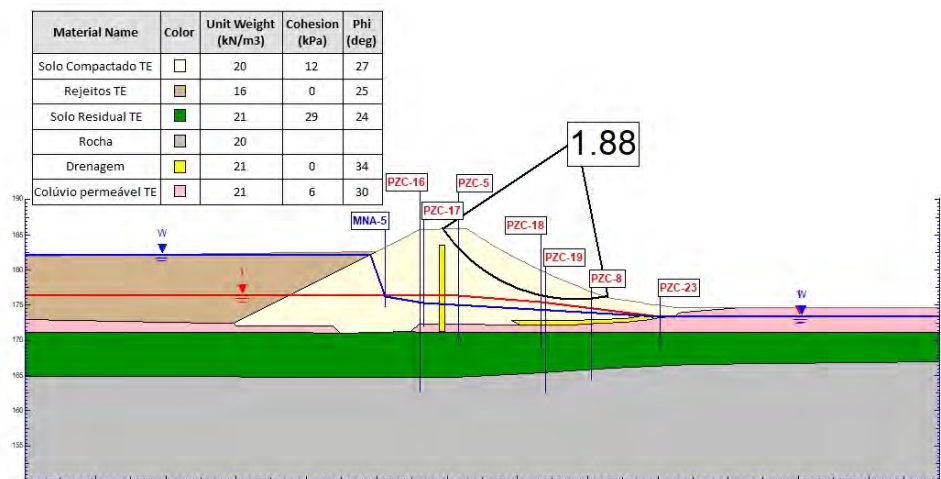 Material Name Color Unit Weight (kN/m3) Cohesion (kPa) Phi (deg)
Solo Compactado TE 20 12 27
Rejeitos TE 16 0 25
Solo Residual TE 21 29 24
Rocha 20
Drenagem 21 0 34
Colúvio permeável TE 21 6 30
1.88
PZC-16
PZC-5
PZC-17
MNA-5
PZC-18
PZC-19
PZC-8
PZC-23
W
W
190
185
180
175
170
165
160
155